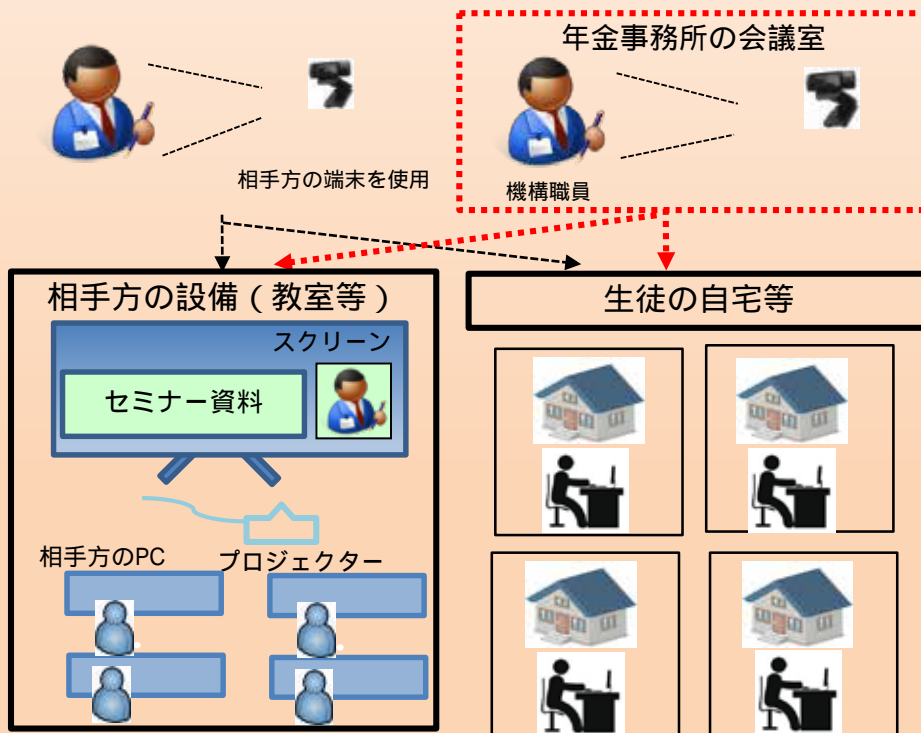 年金事務所の会議室
相手方の端末を使用
機構職員
相手方の設備（教室等）
スクリーン
セミナー資料
相手方のPC
プロジェクター
生徒の自宅等